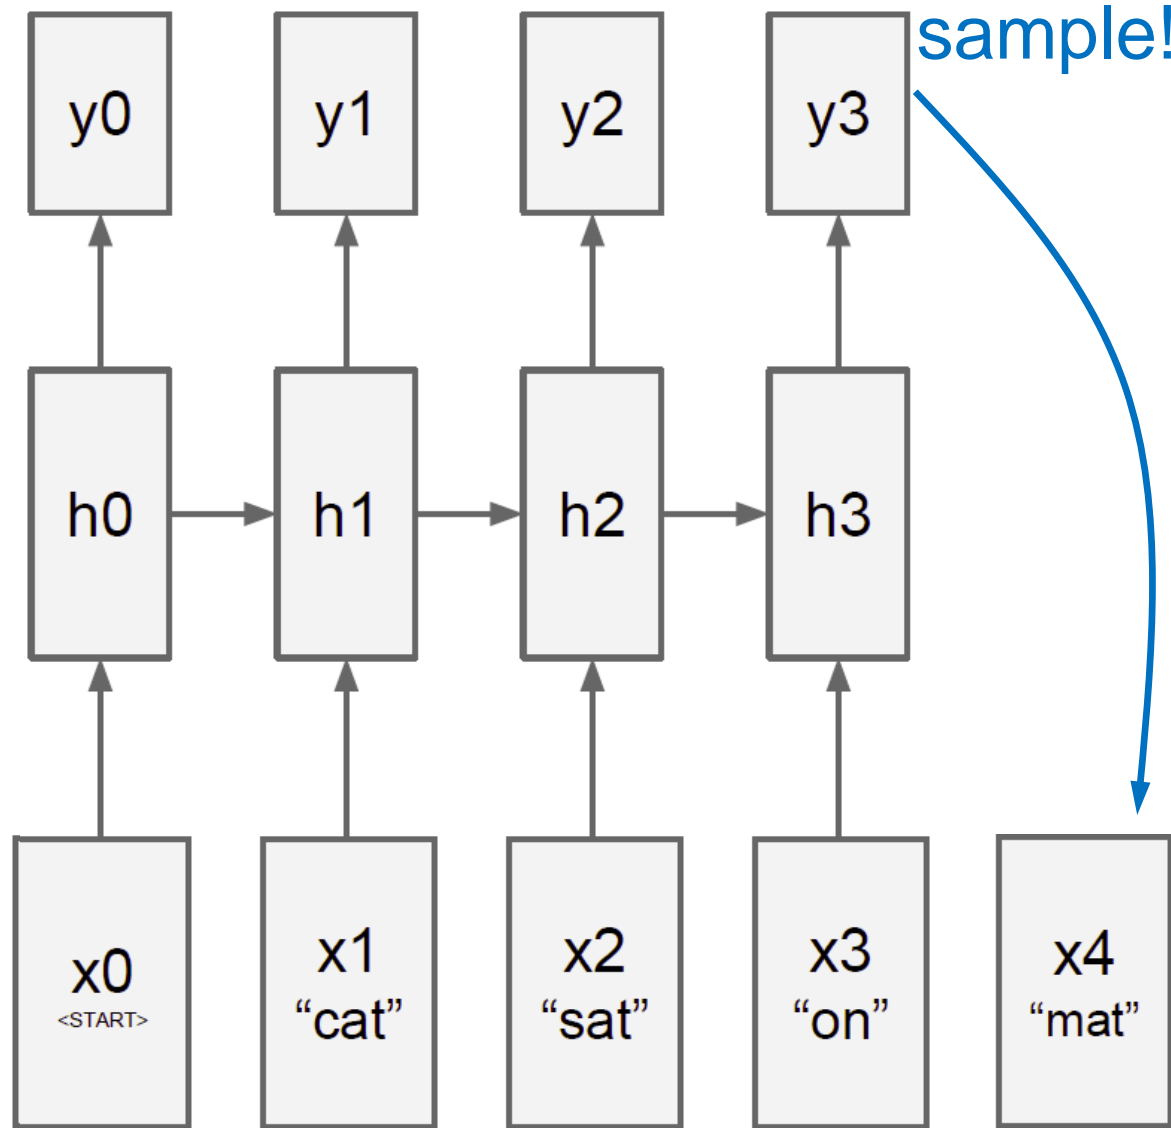 sample!
y0 y1 y2 y3
h0 h1 h2 h3
x0 x1 x2 x3 x4
<START> “cat” “sat” “on” “mat”